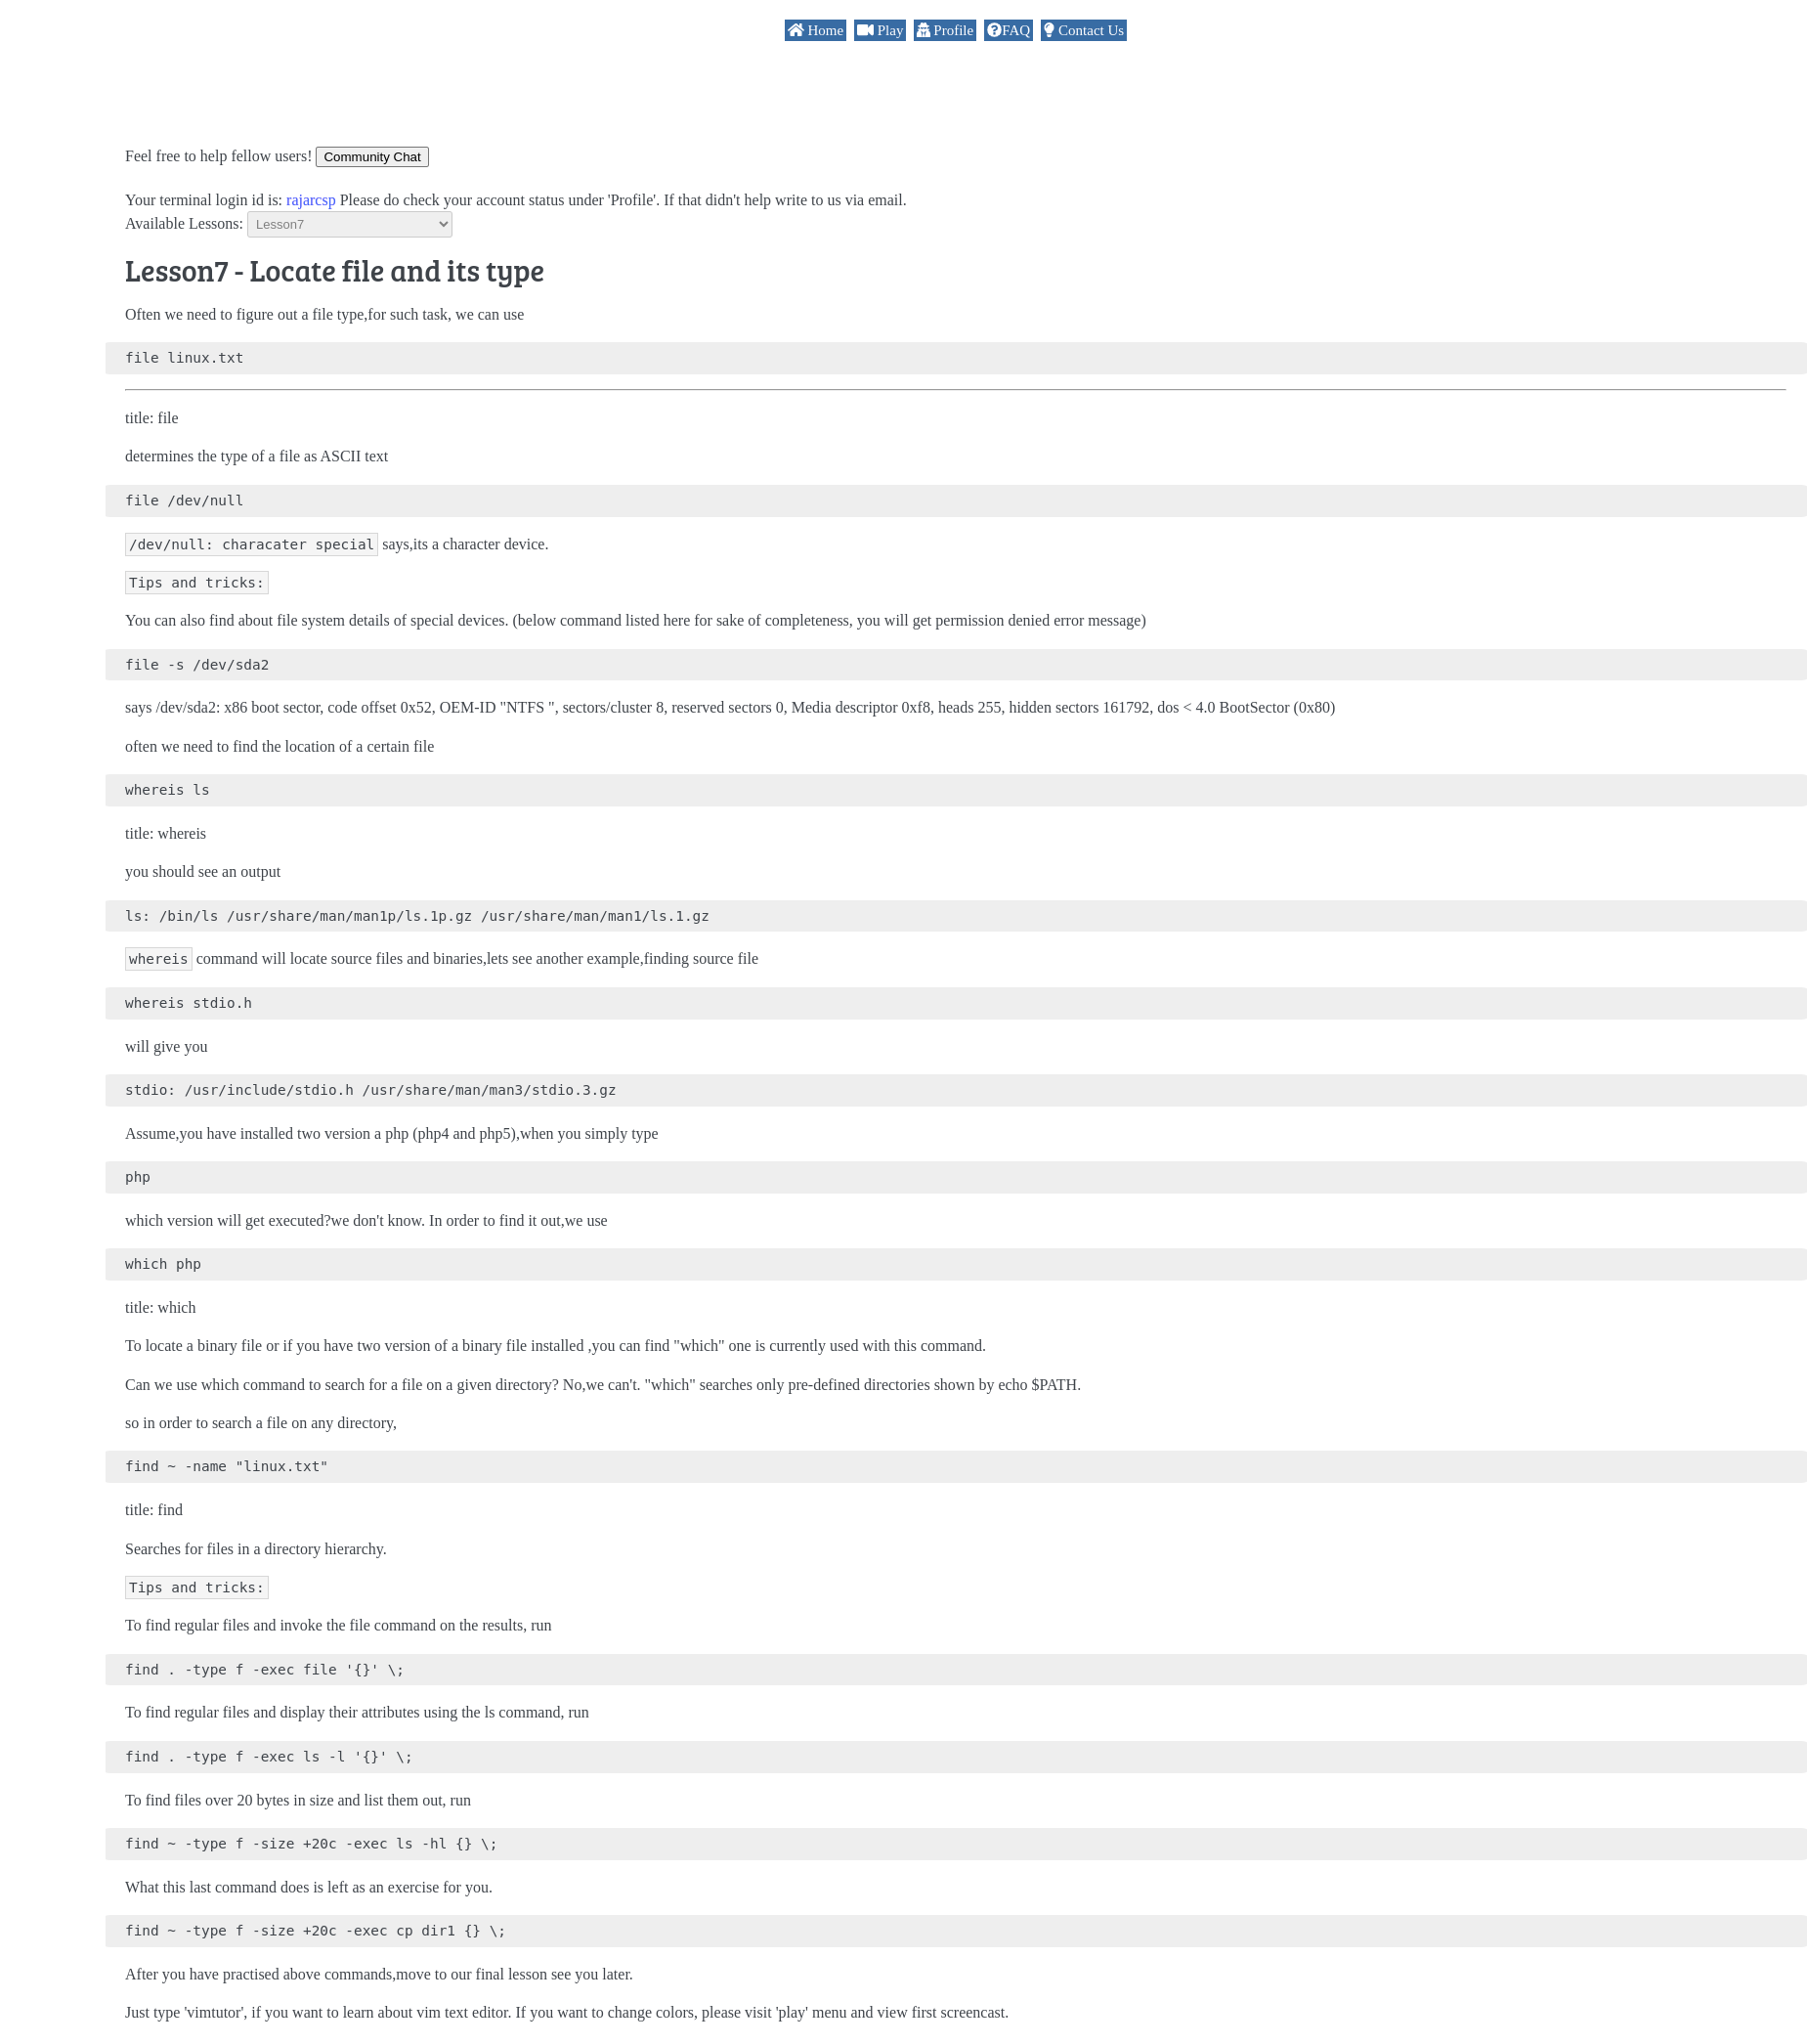 Home Play Profile FAQ Contact Us
Feel free to help fellow users! Community Chat
Your terminal login id is: rajarcsp Please do check your account status under 'Profile'. If that didn't help write to us via email.
Available Lessons: Lesson7
Lesson7 - Locate file and its type
Often we need to figure out a file type,for such task, we can use
file linux.txt
title: file
determines the type of a file as ASCII text
file /dev/null
/dev/null: characater special says,its a character device.
Tips and tricks:
You can also find about file system details of special devices. (below command listed here for sake of completeness, you will get permission denied error message)
file -s /dev/sda2
says /dev/sda2: x86 boot sector, code offset 0x52, OEM-ID "NTFS ", sectors/cluster 8, reserved sectors 0, Media descriptor 0xf8, heads 255, hidden sectors 161792, dos < 4.0 BootSector (0x80)
often we need to find the location of a certain file
whereis ls
title: whereis
you should see an output
ls: /bin/ls /usr/share/man/man1p/ls.1p.gz /usr/share/man/man1/ls.1.gz
whereis command will locate source files and binaries,lets see another example,finding source file
whereis stdio.h
will give you
stdio: /usr/include/stdio.h /usr/share/man/man3/stdio.3.gz
Assume,you have installed two version a php (php4 and php5),when you simply type
php
which version will get executed?we don't know. In order to find it out,we use
which php
title: which
To locate a binary file or if you have two version of a binary file installed ,you can find "which" one is currently used with this command.
Can we use which command to search for a file on a given directory? No,we can't. "which" searches only pre-defined directories shown by echo $PATH.
so in order to search a file on any directory,
find ~ -name "linux.txt"
title: find
Searches for files in a directory hierarchy.
Tips and tricks:
To find regular files and invoke the file command on the results, run
find . -type f -exec file '{}' \;
To find regular files and display their attributes using the ls command, run
find . -type f -exec ls -l '{}' \;
To find files over 20 bytes in size and list them out, run
find ~ -type f -size +20c -exec ls -hl {} \;
What this last command does is left as an exercise for you.
find ~ -type f -size +20c -exec cp dir1 {} \;
After you have practised above commands,move to our final lesson see you later.
Just type 'vimtutor', if you want to learn about vim text editor. If you want to change colors, please visit 'play' menu and view first screencast.